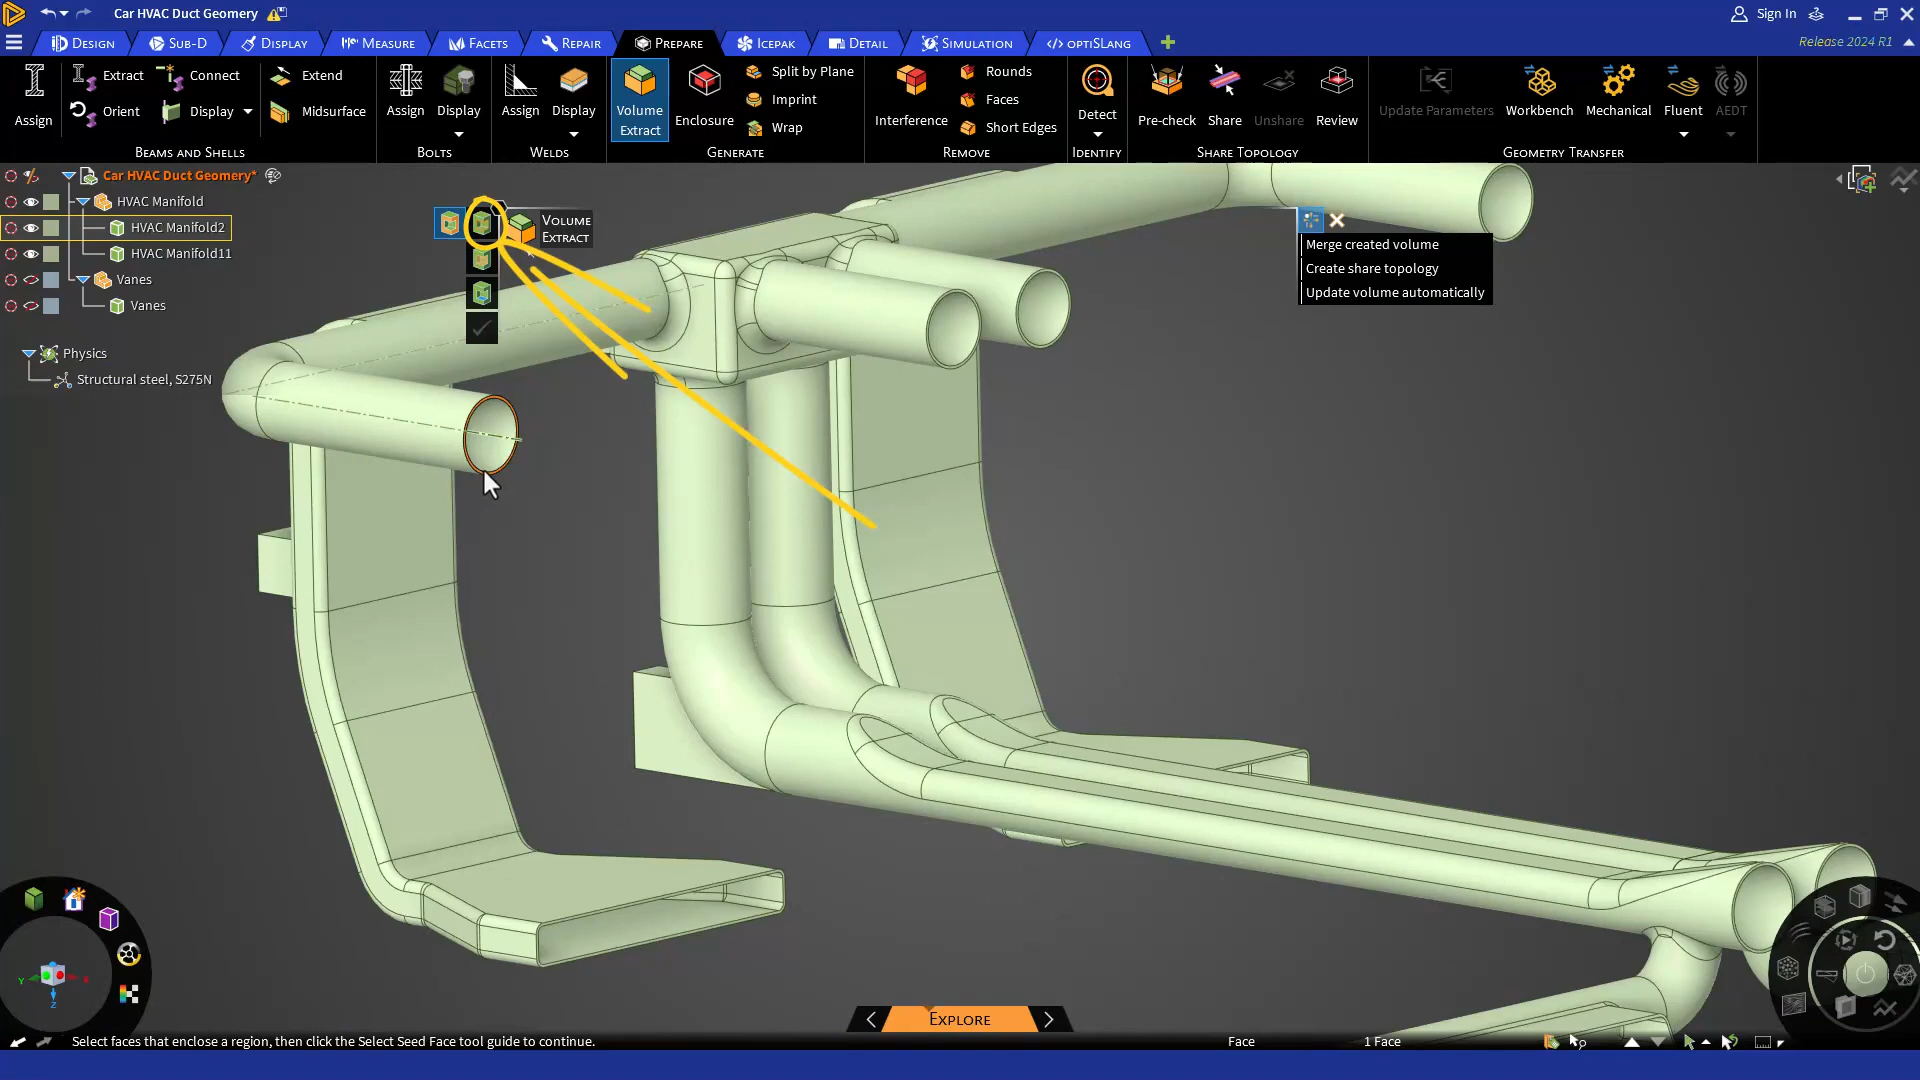 Car HVAC Duct Geometry
Sign In
Design
Sub-D
Display
Measure
Facets
Repair
Prepare
Icepak
Detail
Simulation
optiSLang
Release 2024 R1
Assign
Extract
Orient
Connect
Display
Extend
Midsurface
Beams and Shells
Assign
Display
Bolts
Assign
Display
Welds
Volume
Extract
Enclosure
Split by Plane
Imprint
Wrap
Generate
Interference
Rounds
Faces
Short Edges
Remove
Detect
Identify
Pre-check
Share
Unshare
Review
Share Topology
Update Parameters
Workbench
Mechanical
Fluent
AEDT
Geometry Transfer
Car HVAC Duct Geometry*
HVAC Manifold
HVAC Manifold2
HVAC Manifold11
Vanes
Vanes
Physics
Structural steel, S275N
Volume
Extract
Merge created volume
Create share topology
Update volume automatically
Y
X
Z
Explore
Select faces that enclose a region, then click the Select Seed Face tool guide to continue.
Face
1 Face